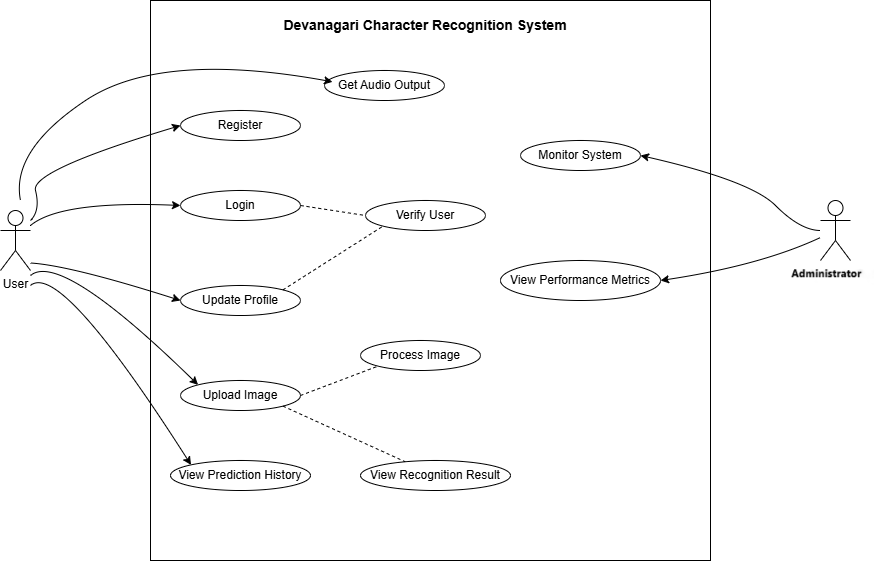 Devanagari Character Recognition System
Get Audio Output
Register
Monitor System
Login
Verify User
User
Administrator
View Performance Metrics
Update Profile
Process Image
Upload Image
View Prediction History
View Recognition Result